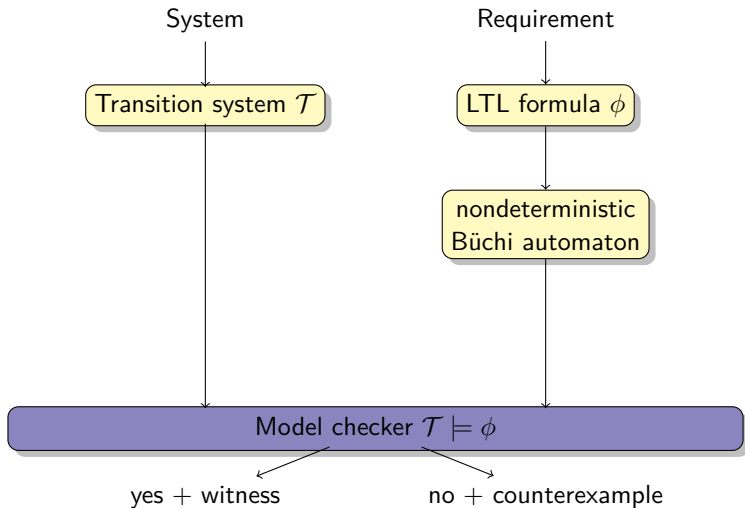 System
Requirement
Transition system 𝒯
LTL formula ϕ
nondeterministic
Büchi automaton
Model checker 𝒯 ⊨ ϕ
yes + witness
no + counterexample